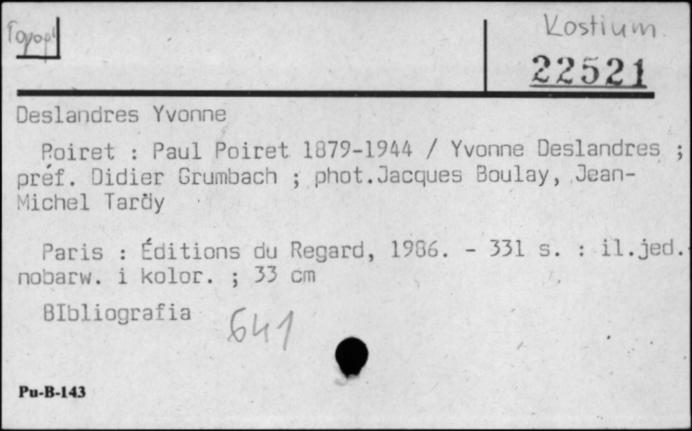 Kostium
22521
Deslandres Yvonne
Poiret : Paul Poiret 1879-1944 / Yvonne Deslandres ;
préf. Didier Grumbach ; phot.Jacques Boulay, Jean-
Michel Tardy
Paris : Éditions du Regard, 1986. - 331 s. : il.jed.
nobarw. i kolor. ; 33 cm
BIbliografia
641
Pu-B-143